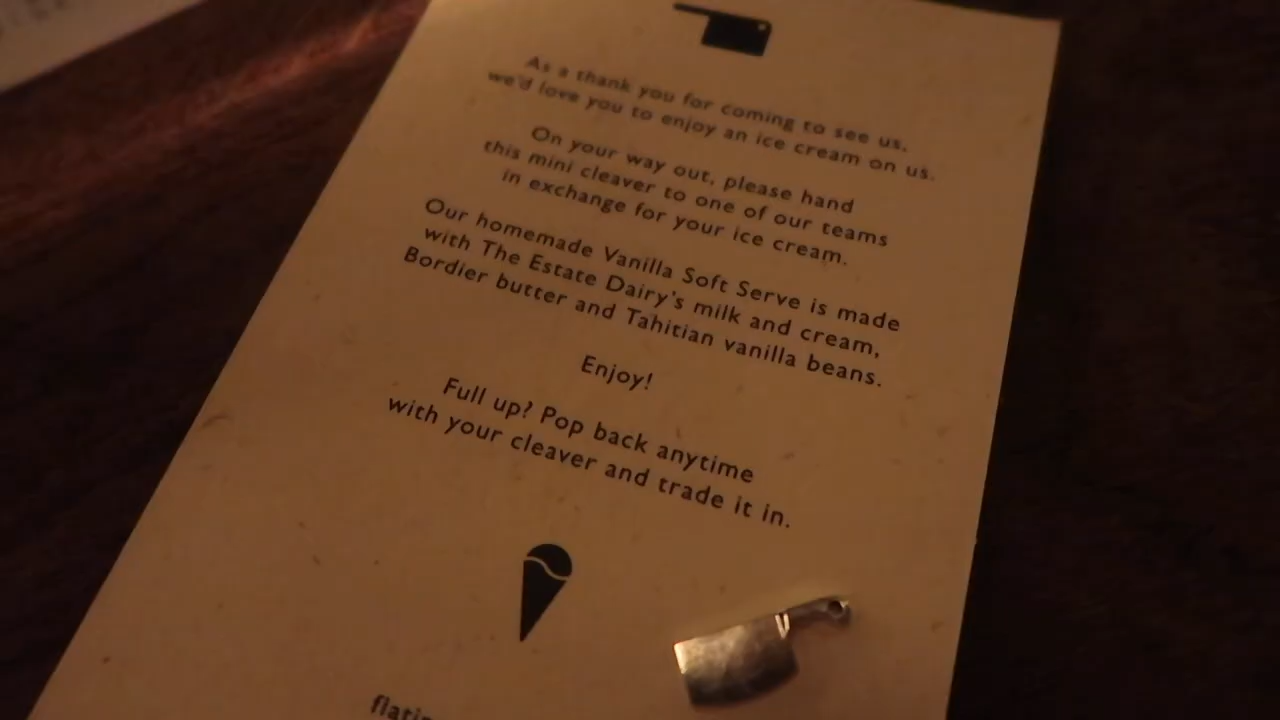 As a thank you for coming to see us,
we'd love you to enjoy an ice cream on us.
On your way out, please hand
this mini cleaver to one of our teams
in exchange for your ice cream.
Our homemade Vanilla Soft Serve is made
with The Estate Dairy's milk and cream,
Bordier butter and Tahitian vanilla beans.
Enjoy!
Full up? Pop back anytime
with your cleaver and trade it in.